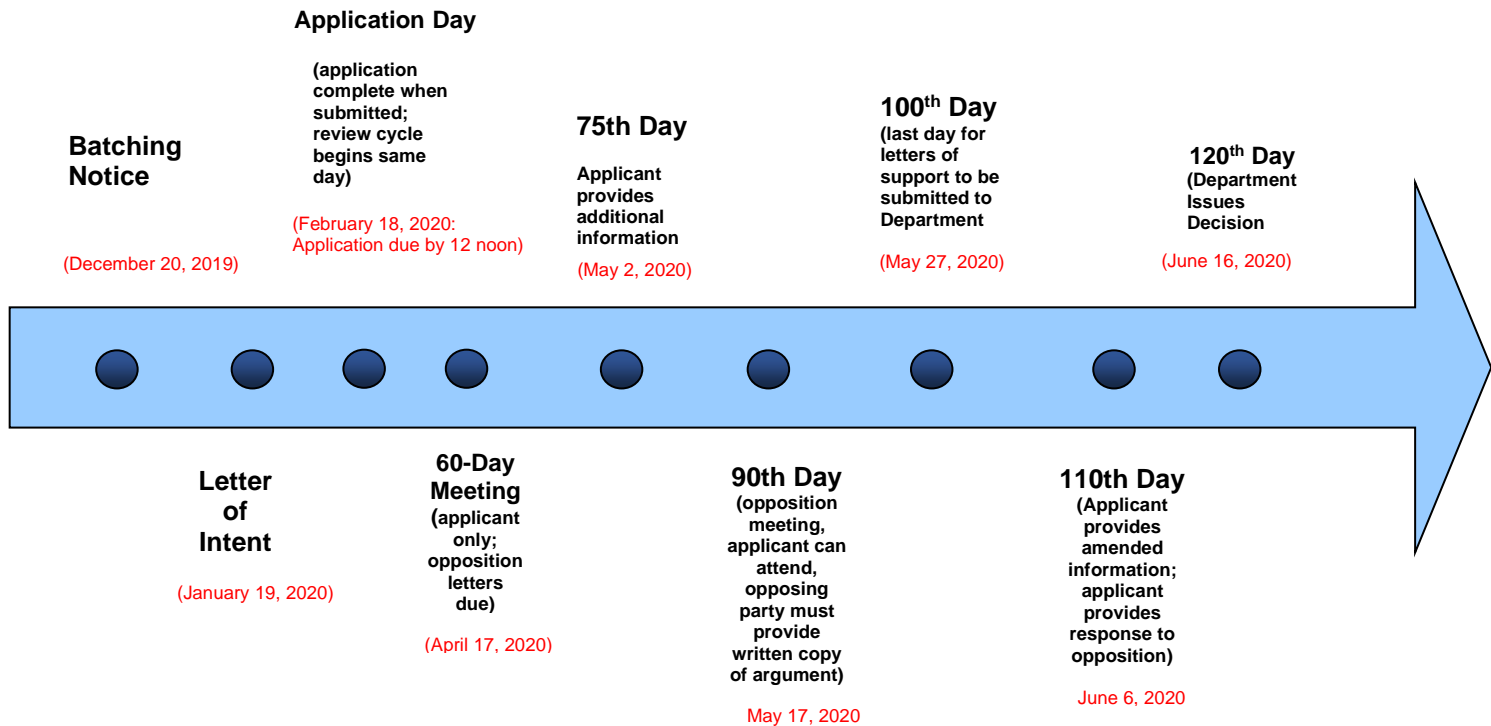 Batching
Notice
(December 20, 2019)
Application Day
(application
complete when
submitted;
review cycle
begins same
day)
(February 18, 2020:
Application due by 12 noon)
75th Day
Applicant
provides
additional
information
(May 2, 2020)
100th Day
(last day for
letters of
support to be
submitted to
Department
(May 27, 2020)
120th Day
(Department
Issues
Decision
(June 16, 2020)
Letter
of
Intent
(January 19, 2020)
60-Day
Meeting
(applicant
only;
opposition
letters
due)
(April 17, 2020)
90th Day
(opposition
meeting,
applicant can
attend,
opposing
party must
provide
written copy
of argument)
May 17, 2020
110th Day
(Applicant
provides
amended
information;
applicant
provides
response to
opposition)
June 6, 2020